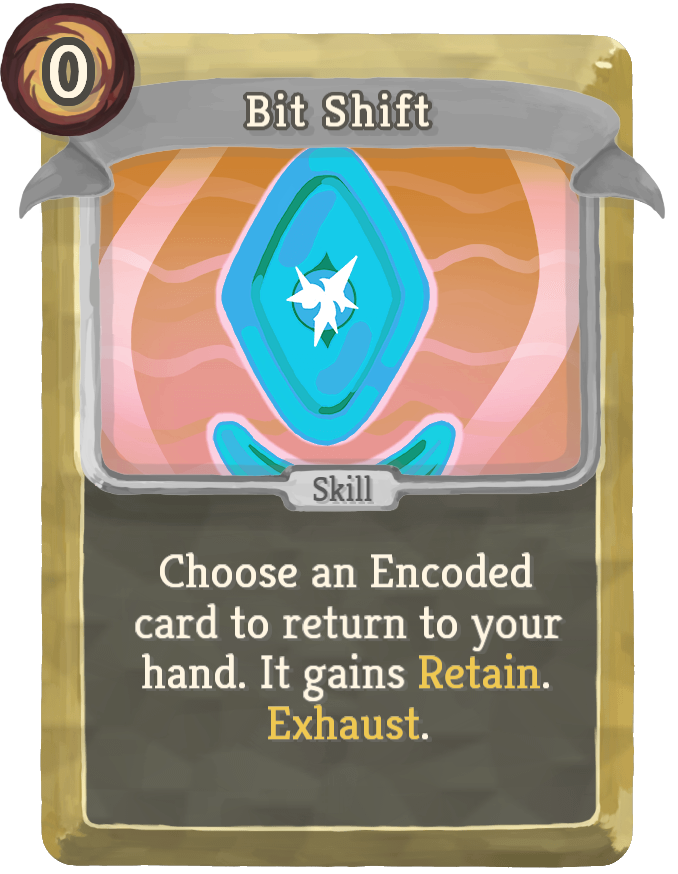 0
Bit Shift
Skill
Choose an Encoded
card to return to your
hand. It gains Retain.
Exhaust.